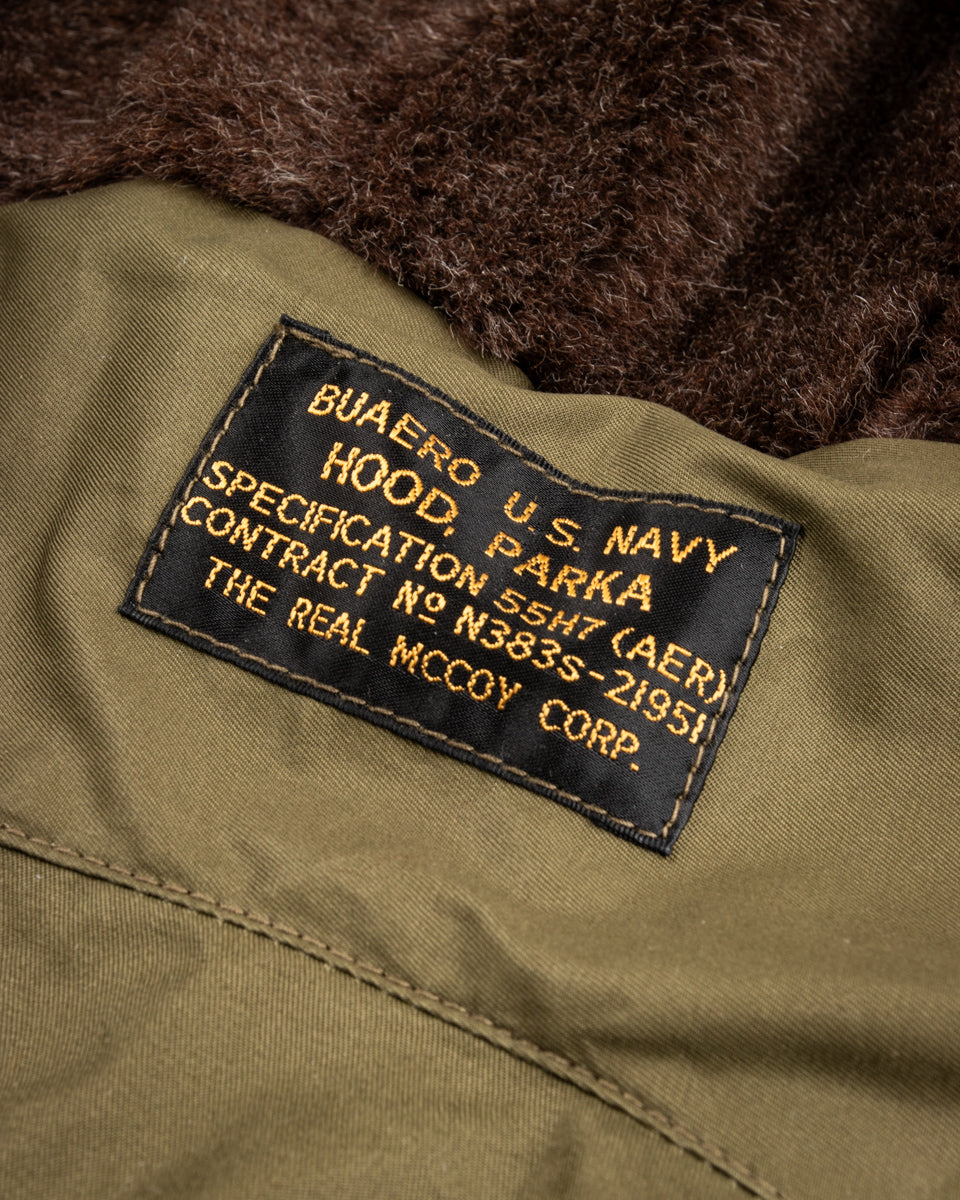 BUAERO U.S. NAVY
HOOD, PARKA
SPECIFICATION 55H7 (AER)
CONTRACT Nº N383S-21951
THE REAL MCCOY CORP.